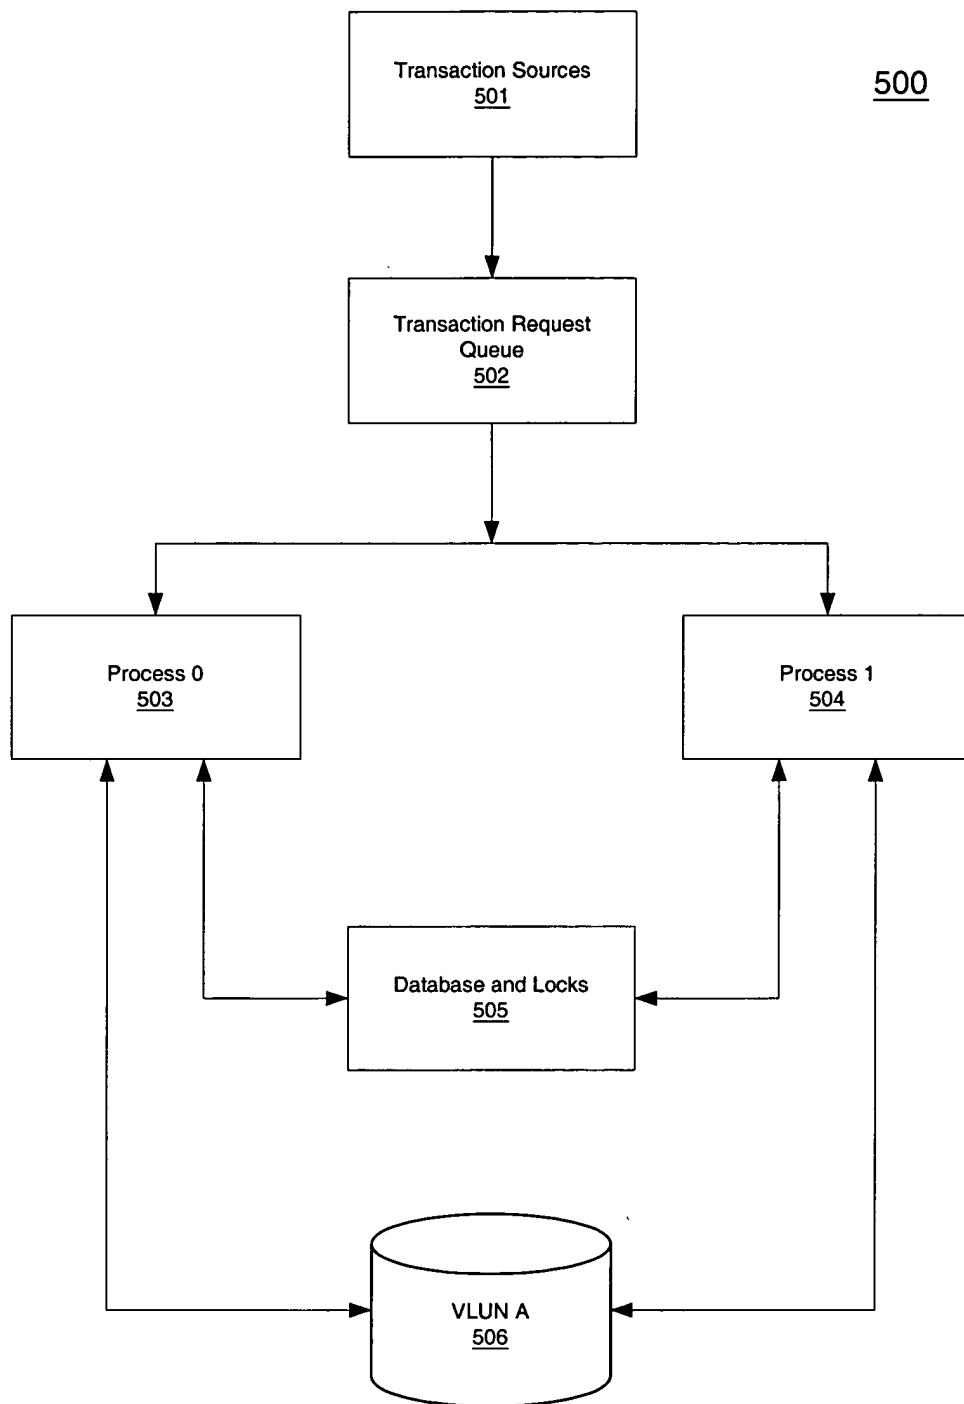 Transaction Sources
501
500
Transaction Request
Queue
502
Process 0
503
Process 1
504
Database and Locks
505
VLUN A
506